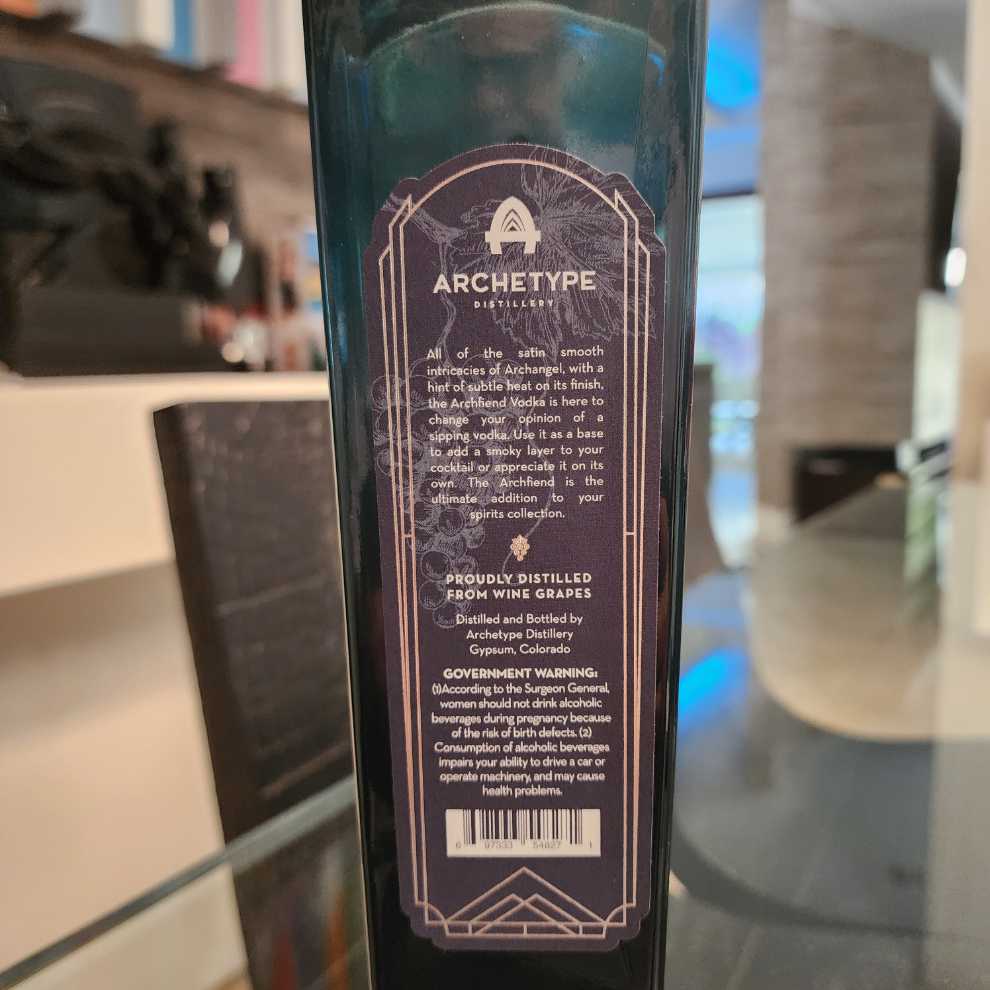 ARCHETYPE
DISTILLERY
All of the satin smooth
intricacies of Archangel, with a
hint of subtle heat on its finish,
the Archfiend Vodka is here to
change your opinion of a
sipping vodka. Use it as a base
to add a smoky layer to your
cocktail or appreciate it on its
own. The Archfiend is the
ultimate addition to your
spirits collection.
PROUDLY DISTILLED
FROM WINE GRAPES
Distilled and Bottled by
Archetype Distillery
Gypsum, Colorado
GOVERNMENT WARNING:
(1)According to the Surgeon General,
women should not drink alcoholic
beverages during pregnancy because
of the risk of birth defects. (2)
Consumption of alcoholic beverages
impairs your ability to drive a car or
operate machinery, and may cause
health problems.
6 97333 54827 1